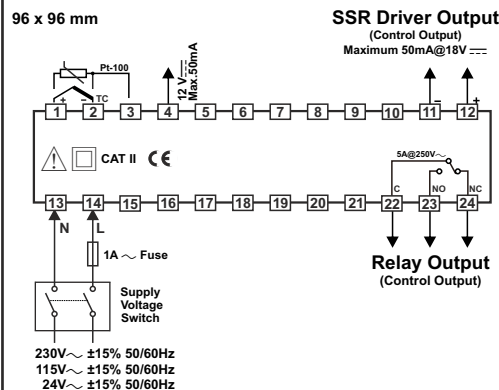 96 x 96 mm
SSR Driver Output
(Control Output)
Maximum 50mA@18V ⎓
Pt-100
12 V⎓
Max.50mA
+ − TC
− +
1 2 3 4 5 6 7 8 9 10 11 12
CAT II CE
5A@250V∼
C NO NC
13 14 15 16 17 18 19 20 21 22 23 24
N L
1A ∼ Fuse
Relay Output
(Control Output)
Supply
Voltage
Switch
230V∼ ±15% 50/60Hz
115V∼ ±15% 50/60Hz
24V∼ ±15% 50/60Hz